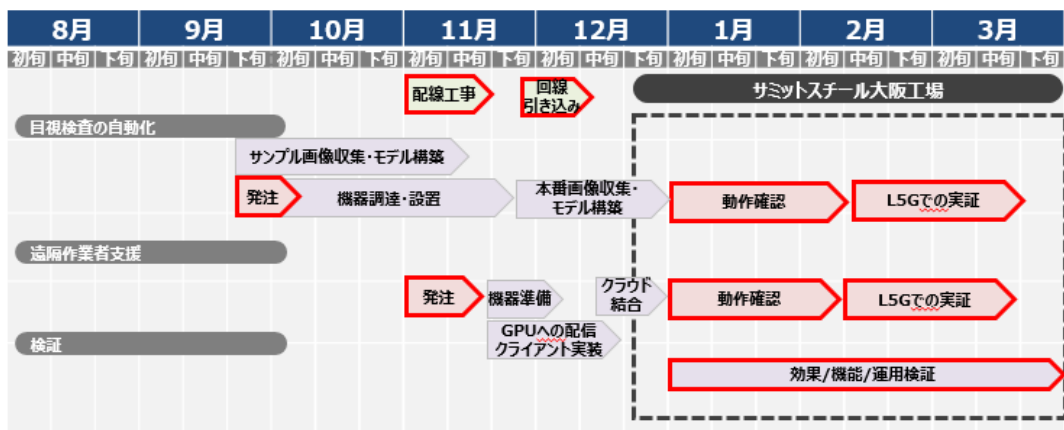 8月 9月 10月 11月 12月 1月 2月 3月
初旬 中旬 下旬 初旬 中旬 下旬 初旬 中旬 下旬 初旬 中旬 下旬 初旬 中旬 下旬 初旬 中旬 下旬 初旬 中旬 下旬 初旬 中旬 下旬
配線工事
回線
引き込み
サミットスチール大阪工場
目視検査の自動化
サンプル画像収集・モデル構築
発注
機器調達・設置
本番画像収集・
モデル構築
動作確認
L5Gでの実証
遠隔作業者支援
発注
機器準備
クラウド
結合
動作確認
L5Gでの実証
GPUへの配信
クライアント実装
検証
効果/機能/運用検証